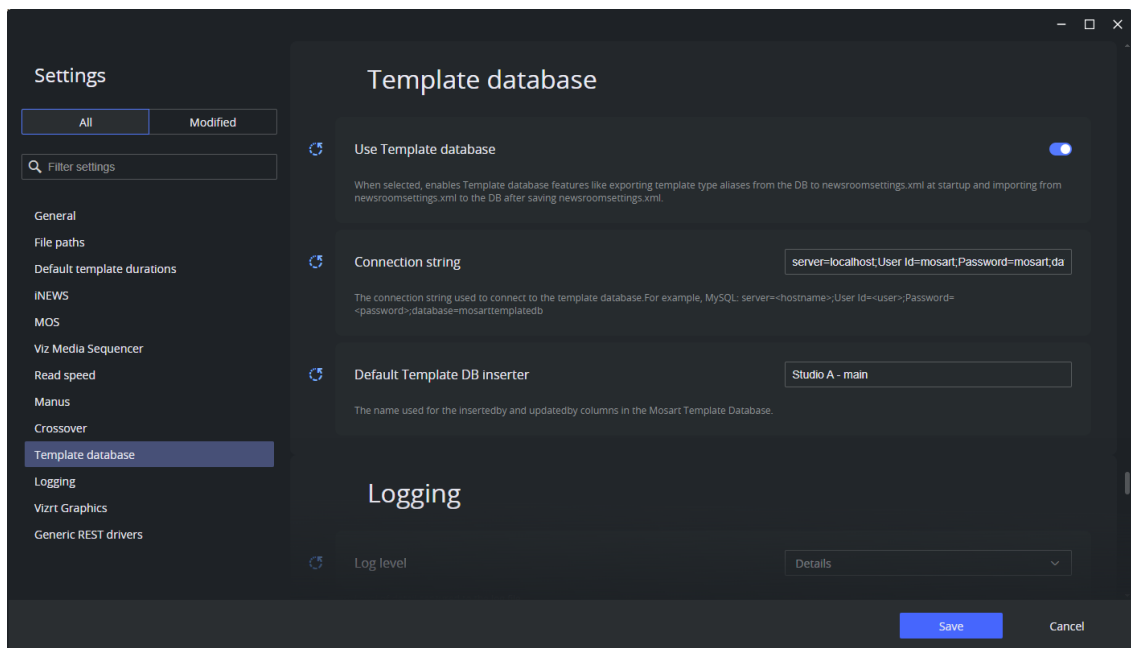 Settings
All
Modified
Filter settings
General
File paths
Default template durations
iNEWS
MOS
Viz Media Sequencer
Read speed
Manus
Crossover
Template database
Logging
Vizrt Graphics
Generic REST drivers
Template database
Use Template database
When selected, enables Template database features like exporting template type aliases from the DB to newsroomsettings.xml at startup and importing from
newsroomsettings.xml to the DB after saving newsroomsettings.xml.
Connection string
server=localhost;User Id=mosart;Password=mosart;da
The connection string used to connect to the template database.For example, MySQL: server=<hostname>;User Id=<user>;Password=
<password>;database=mosarttemplatedb
Default Template DB inserter
Studio A - main
The name used for the insertedby and updatedby columns in the Mosart Template Database.
Logging
Log level
Details
Save
Cancel